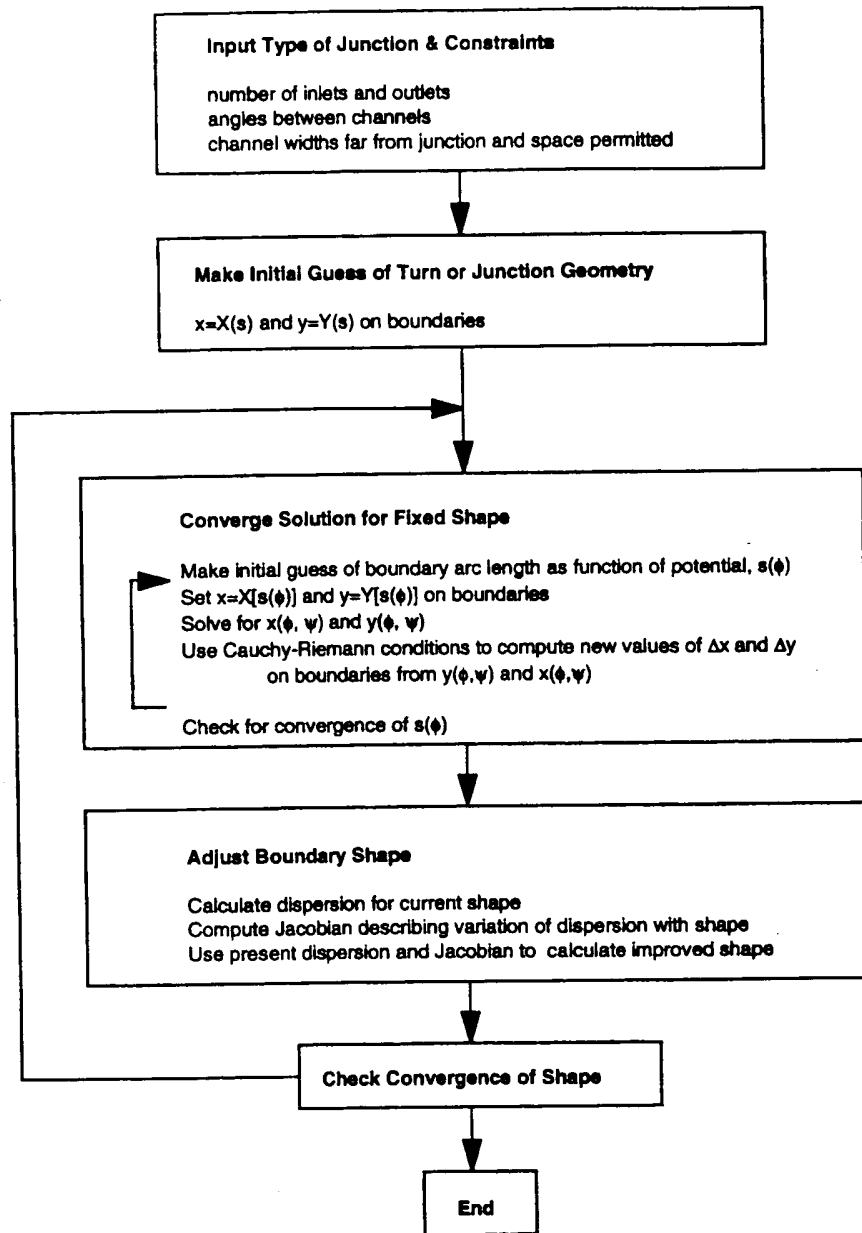 Input Type of Junction & Constraints
number of inlets and outlets
angles between channels
channel widths far from junction and space permitted
Make Initial Guess of Turn or Junction Geometry
x=X(s) and y=Y(s) on boundaries
Converge Solution for Fixed Shape
Make initial guess of boundary arc length as function of potential, s(ϕ)
Set x=X[s(ϕ)] and y=Y[s(ϕ)] on boundaries
Solve for x(ϕ, ψ) and y(ϕ, ψ)
Use Cauchy-Riemann conditions to compute new values of Δx and Δy
on boundaries from y(ϕ,ψ) and x(ϕ,ψ)
Check for convergence of s(ϕ)
Adjust Boundary Shape
Calculate dispersion for current shape
Compute Jacobian describing variation of dispersion with shape
Use present dispersion and Jacobian to calculate improved shape
Check Convergence of Shape
End